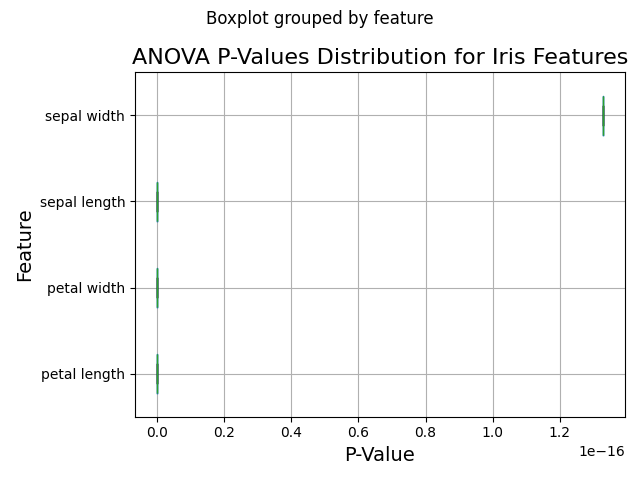 Boxplot grouped by feature
ANOVA P-Values Distribution for Iris Features
sepal width
sepal length
petal width
petal length
Feature
0.0 0.2 0.4 0.6 0.8 1.0 1.2
1e−16
P-Value